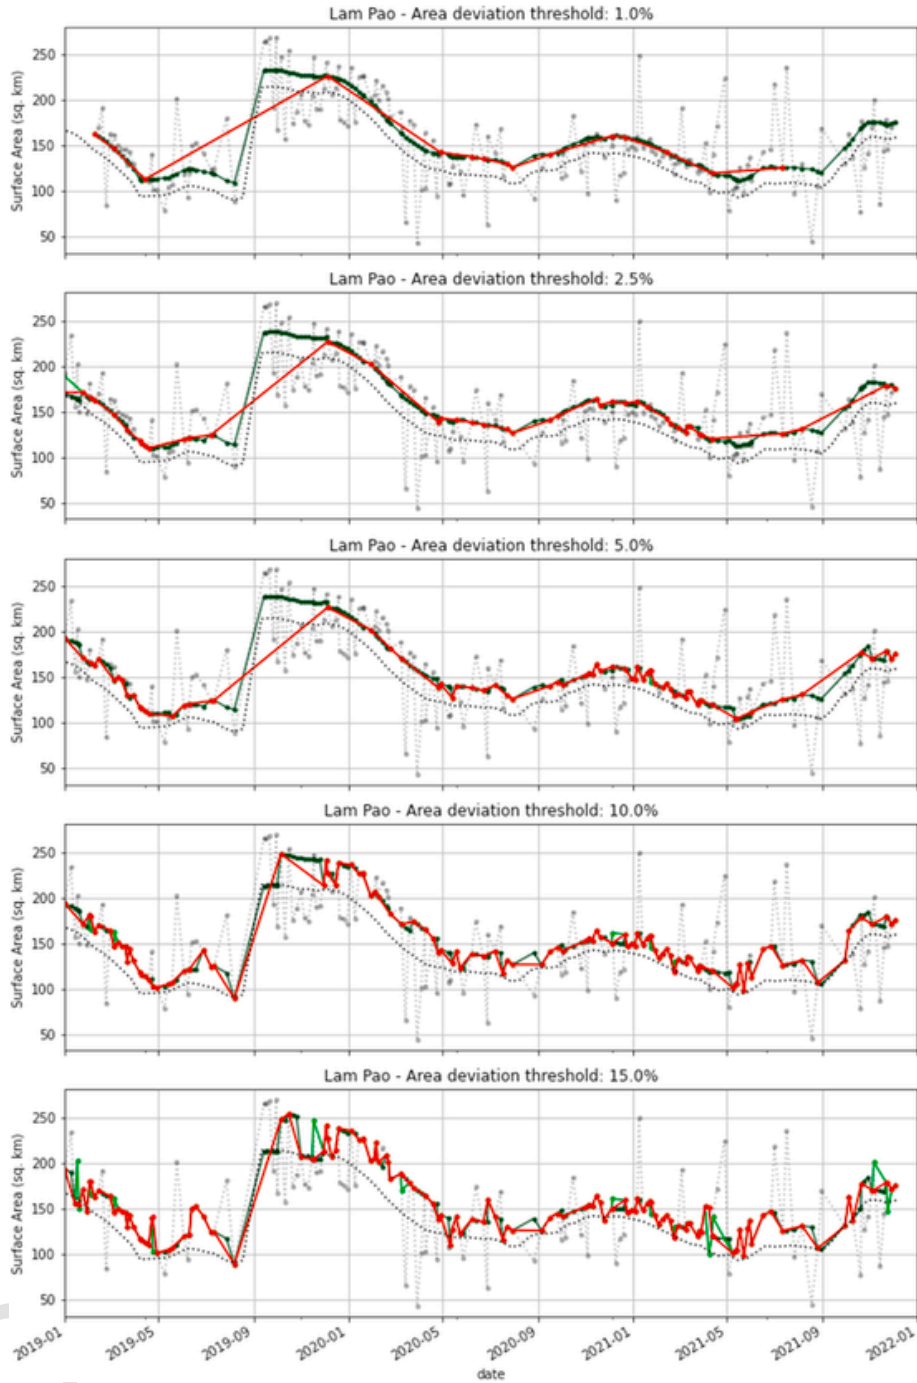 Lam Pao - Area deviation threshold: 1.0%
250
200
150
100
50
Surface Area (sq. km)
Lam Pao - Area deviation threshold: 2.5%
250
200
150
100
50
Surface Area (sq. km)
Lam Pao - Area deviation threshold: 5.0%
250
200
150
100
50
Surface Area (sq. km)
Lam Pao - Area deviation threshold: 10.0%
250
200
150
100
50
Surface Area (sq. km)
Lam Pao - Area deviation threshold: 15.0%
250
200
150
100
50
Surface Area (sq. km)
2019-01 2019-05 2019-09 2020-01 2020-05 2020-09 2021-01 2021-05 2021-09 2022-01
date